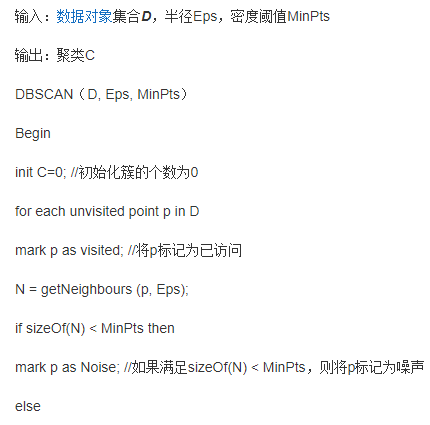 输入：数据对象集合D，半径Eps，密度阈值MinPts
输出：聚类C
DBSCAN（D, Eps, MinPts）
Begin
init C=0; //初始化簇的个数为0
for each unvisited point p in D
mark p as visited; //将p标记为已访问
N = getNeighbours (p, Eps);
if sizeOf(N) < MinPts then
mark p as Noise; //如果满足sizeOf(N) < MinPts，则将p标记为噪声
else